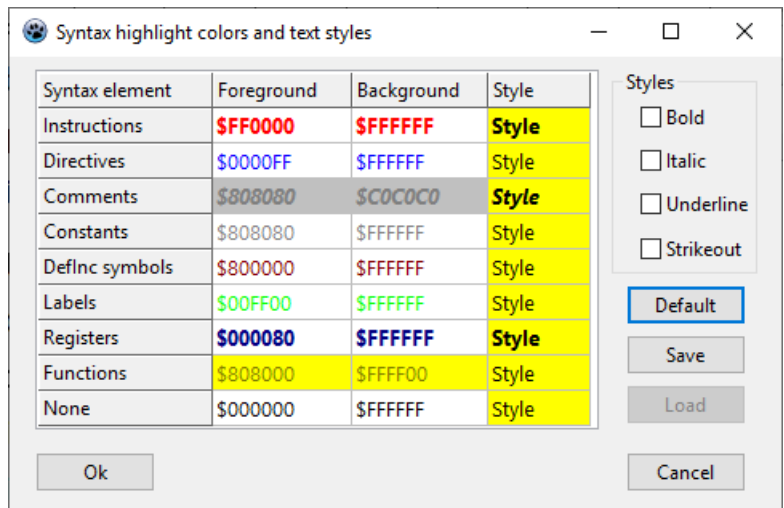 Syntax highlight colors and text styles
Syntax element Foreground Background Style
Instructions $FF0000 $FFFFFF Style
Directives $0000FF $FFFFFF Style
Comments $808080 $C0C0C0 Style
Constants $808080 $FFFFFF Style
DefInc symbols $800000 $FFFFFF Style
Labels $00FF00 $FFFFFF Style
Registers $000080 $FFFFFF Style
Functions $808000 $FFFF00 Style
None $000000 $FFFFFF Style
Styles
Bold
Italic
Underline
Strikeout
Default
Save
Load
Ok
Cancel